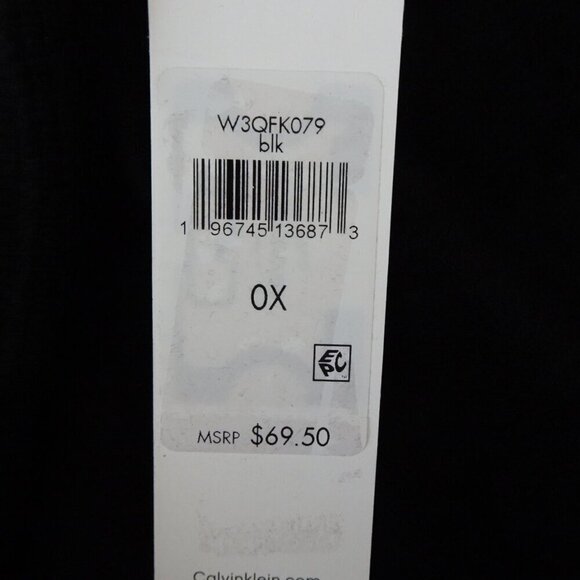 W3QFK079
blk
1 96745 13687 3
0X
EPC
MSRP $69.50
Calvinklein.com